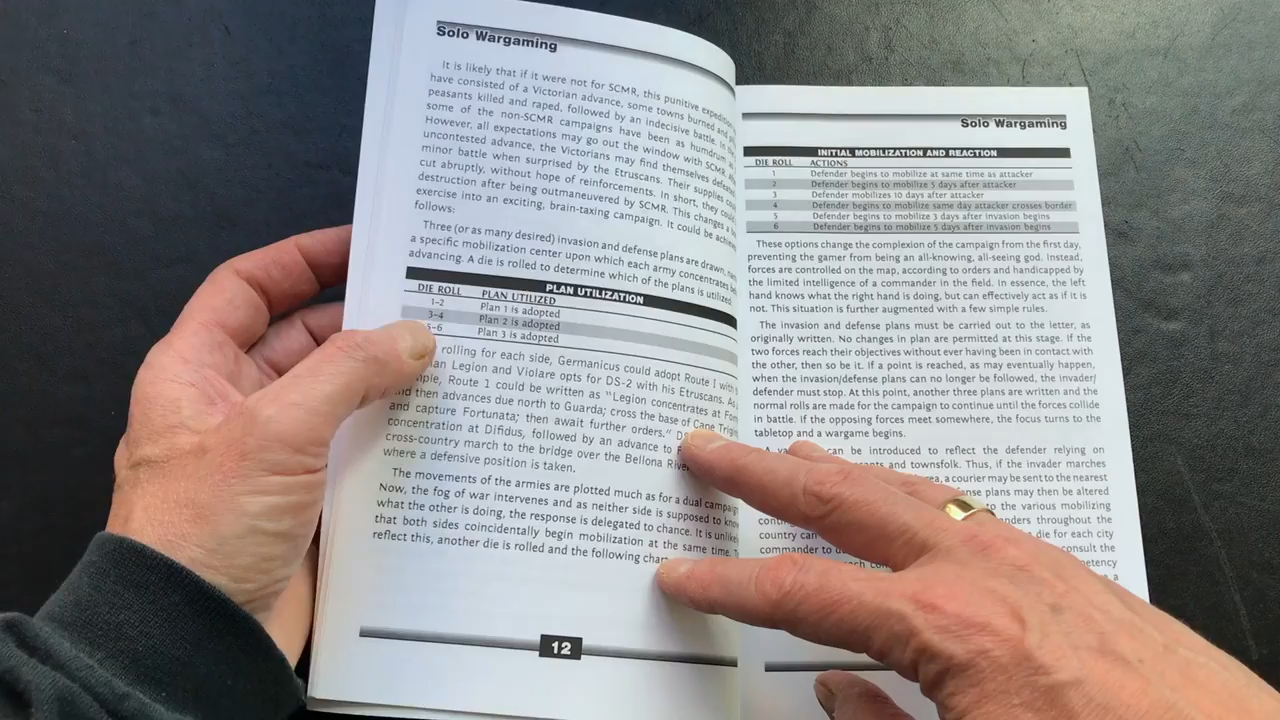 Solo Wargaming
It is likely that if it were not for SCMR, this punitive
have consisted of a Victorian advance, some towns burned and
peasants killed and raped, followed by an indecisive battle. In
some of the non-SCMR campaigns have been as humdrum as
However, all expectations may go out the window with SCMR.
uncontested advance, the Victorians may find themselves
minor battle when surprised by the Etruscans. Their supplies
cut abruptly, without hope of reinforcements. In short, they could
destruction after being outmaneuvered by SCMR. This changes a
exercise into an exciting, brain-taxing campaign. It could be
follows:
Three (or as many desired) invasion and defense plans are drawn,
a specific mobilization center upon which each army concentrates
advancing. A die is rolled to determine which of the plans is utilized.
PLAN UTILIZATION
DIE ROLL PLAN UTILIZED
1–2 Plan 1 is adopted
3–4 Plan 2 is adopted
5–6 Plan 3 is adopted
rolling for each side, Germanicus could adopt Route I with
Legion and Violare opts for DS-2 with his Etruscans. As
Route 1 could be written as "Legion concentrates at
then advances due north to Guarda; cross the base of Cape
and capture Fortunata; then await further orders."
concentration at Difidus, followed by an advance to
cross-country march to the bridge over the Bellona
where a defensive position is taken.
The movements of the armies are plotted much as for a dual
Now, the fog of war intervenes and as neither side is supposed to know
what the other is doing, the response is delegated to chance. It is
that both sides coincidentally begin mobilization at the same time.
reflect this, another die is rolled and the following
12
Solo Wargaming
INITIAL MOBILIZATION AND REACTION
DIE ROLL ACTIONS
1 Defender begins to mobilize at same time as attacker
2 Defender begins to mobilize 5 days after attacker
3 Defender mobilizes 10 days after attacker
4 Defender begins to mobilize same day attacker crosses border
5 Defender begins to mobilize 3 days after invasion begins
6 Defender begins to mobilize 5 days after invasion begins
These options change the complexion of the campaign from the first day,
preventing the gamer from being an all-knowing, all-seeing god. Instead,
forces are controlled on the map, according to orders and handicapped by
the limited intelligence of a commander in the field. In essence, the left
hand knows what the right hand is doing, but can effectively act as if it is
not. This situation is further augmented with a few simple rules.
The invasion and defense plans must be carried out to the letter, as
originally written. No changes in plan are permitted at this stage. If the
two forces reach their objectives without ever having been in contact with
the other, then so be it. If a point is reached, as may eventually happen,
when the invasion/defense plans can no longer be followed, the invader/
defender must stop. At this point, another three plans are written and the
normal rolls are made for the campaign to continue until the forces collide
in battle. If the opposing forces meet somewhere, the focus turns to the
tabletop and a wargame begins.
A can be introduced to reflect the defender relying on
and townsfolk. Thus, if the invader marches
a courier may be sent to the nearest
plans may then be altered
to the various mobilizing
throughout the
country can die for each city
commander to consult the
a